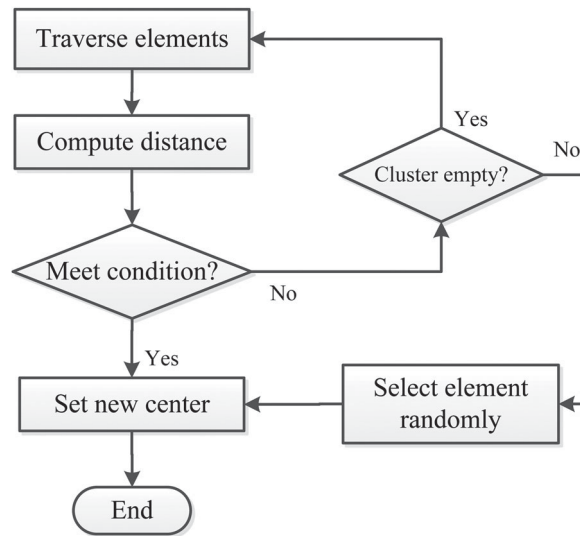 Traverse elements
Compute distance
Yes
No
Cluster empty?
Meet condition?
No
Yes
Set new center
Select element
randomly
End